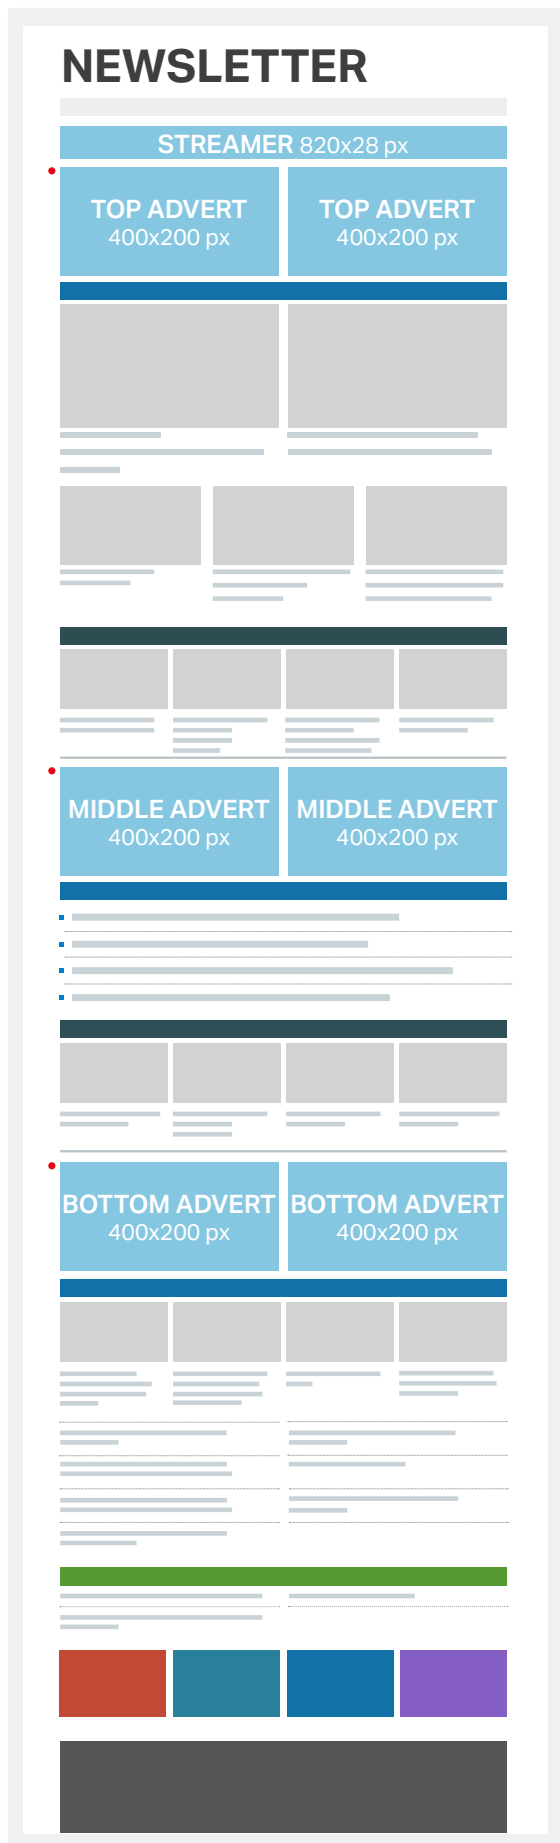 NEWSLETTER
STREAMER 820x28 px
TOP ADVERT
400x200 px
TOP ADVERT
400x200 px
MIDDLE ADVERT
400x200 px
MIDDLE ADVERT
400x200 px
BOTTOM ADVERT
400x200 px
BOTTOM ADVERT
400x200 px